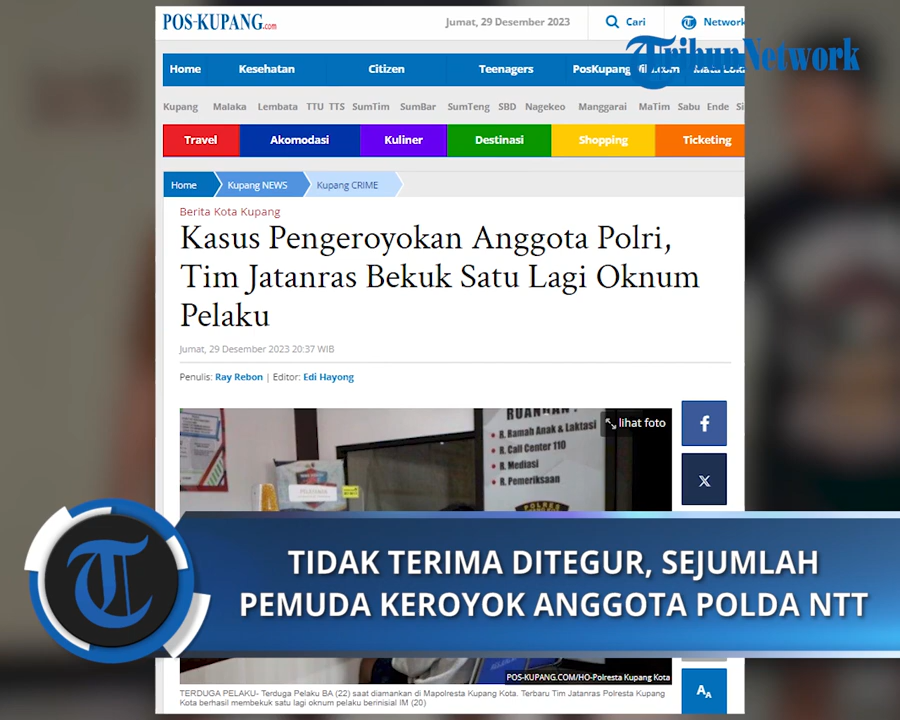 POS-KUPANG.com
Jumat, 29 Desember 2023
Cari
Network
TribunNetwork
Home Kesehatan Citizen Teenagers
Kupang Malaka Lembata TTU TTS SumTim SumBar SumTeng SBD Nagekeo Manggarai MaTim Sabu Ende
Travel Akomodasi Kuliner Destinasi Shopping Ticketing
Home Kupang NEWS Kupang CRIME
Berita Kota Kupang
Kasus Pengeroyokan Anggota Polri,
Tim Jatanras Bekuk Satu Lagi Oknum
Pelaku
Jumat, 29 Desember 2023 20:37 WIB
Penulis: Ray Rebon | Editor: Edi Hayong
RUANGAN :
lihat foto
• R. Ramah Anak & Laktasi
• R. Call Center 110
• R. Mediasi
• R. Pemeriksaan
TIDAK TERIMA DITEGUR, SEJUMLAH
PEMUDA KEROYOK ANGGOTA POLDA NTT
POS-KUPANG.COM/HO-Polresta Kupang Kota
TERDUGA PELAKU- Terduga Pelaku BA (22) saat diamankan di Mapolresta Kupang Kota. Terbaru Tim Jatanras Polresta Kupang
Kota berhasil membekuk satu lagi oknum pelaku berinisial IM (20)
AA